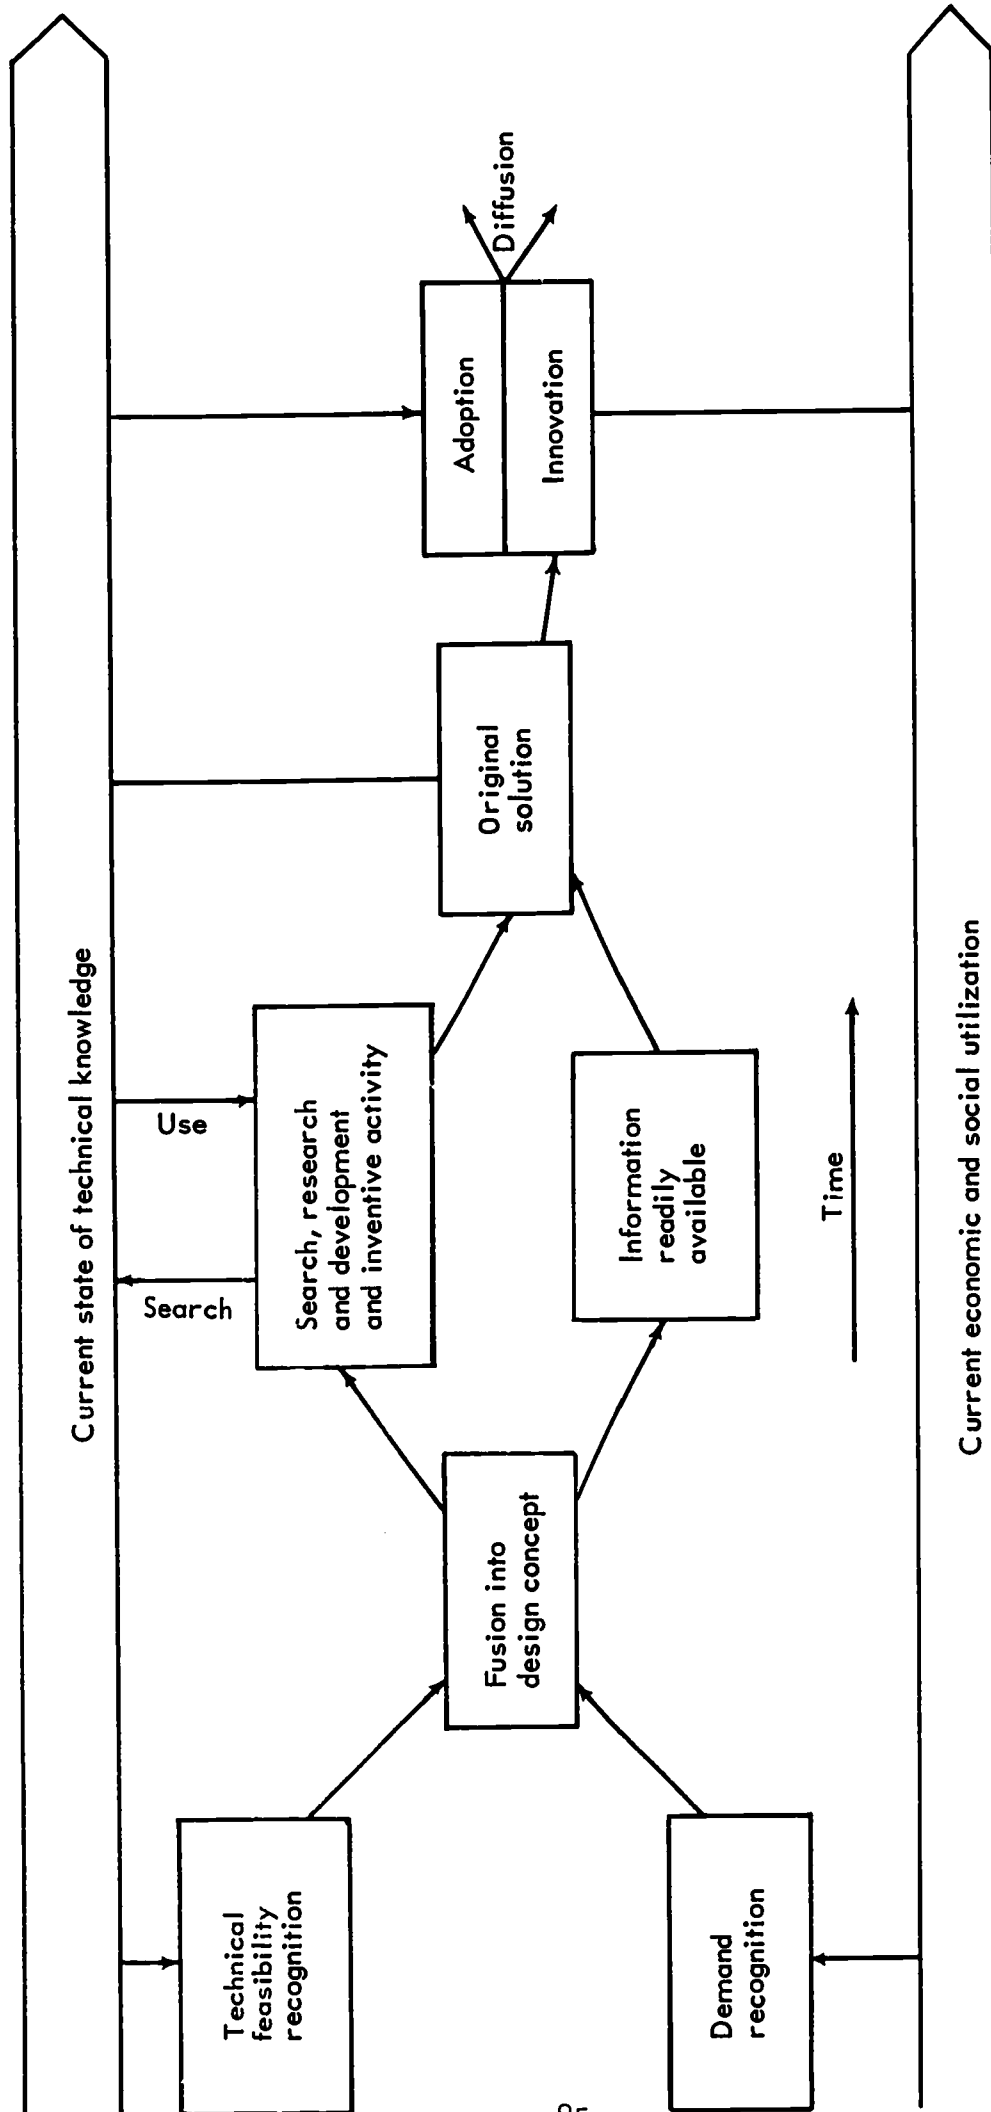 Current state of technical knowledge
Search
Use
Technical
feasibility
recognition
Search, research
and development
and inventive activity
Fusion into
design concept
Original
solution
Adoption
Innovation
Diffusion
Information
readily
available
Demand
recognition
Time
Current economic and social utilization